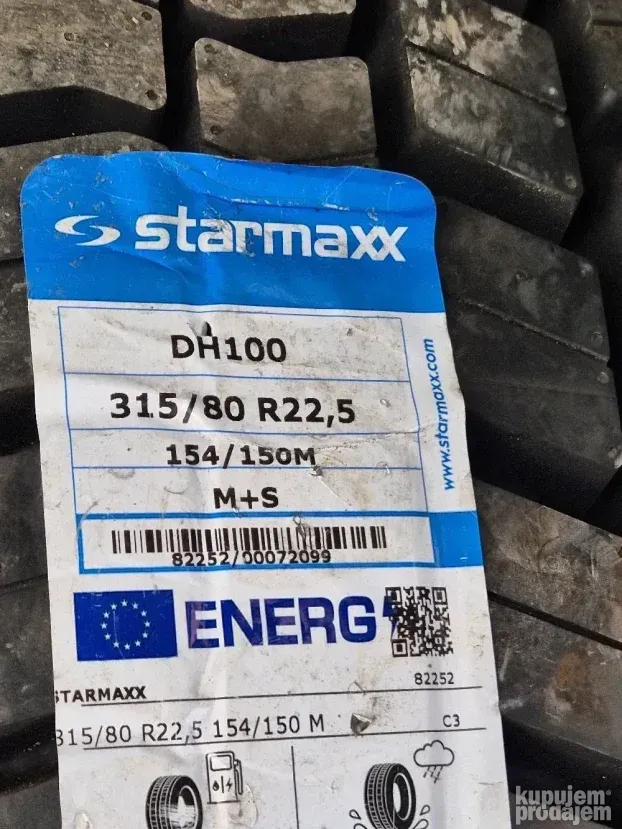 starmaxx
DH100
315/80 R22,5
154/150M
M+S
www.starmaxx.com
82252/00072099
ENERG
82252
STARMAXX
315/80 R22,5 154/150 M
C3
kupujem
prodajem